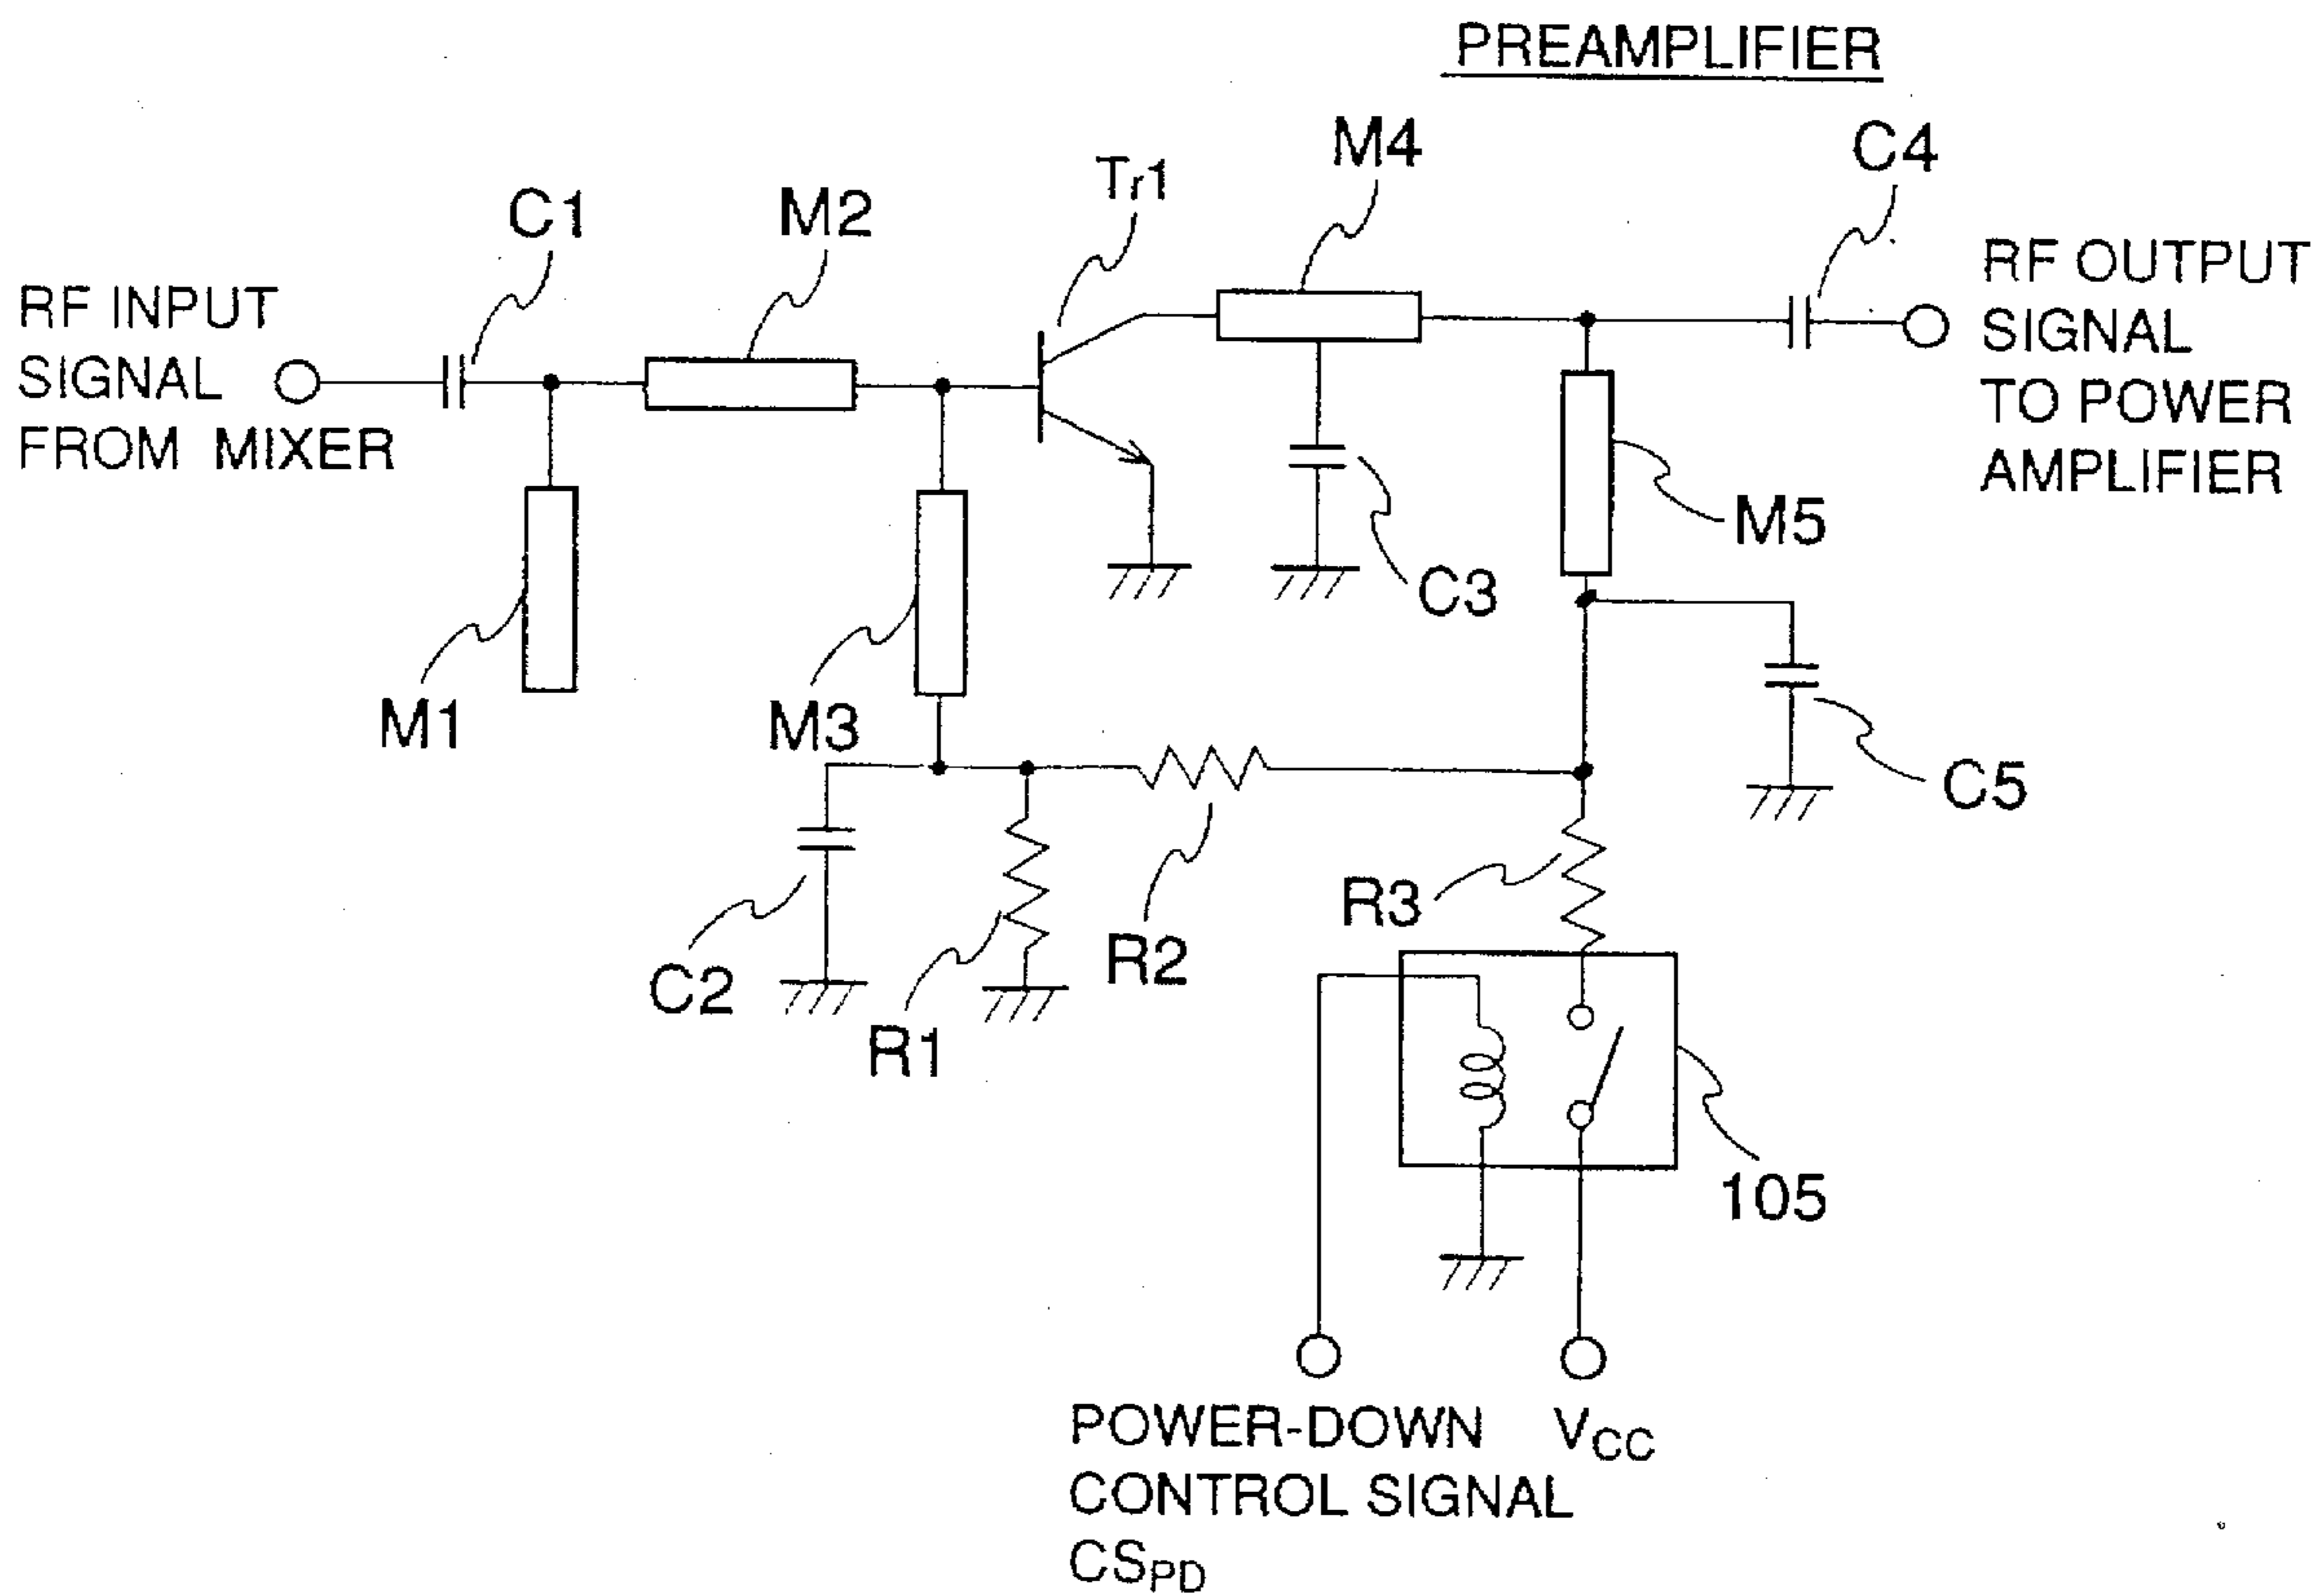 PREAMPLIFIER
M4
C4
Tr1
C1
M2
RF INPUT
SIGNAL
FROM MIXER
RF OUTPUT
SIGNAL
TO POWER
AMPLIFIER
M5
C3
M1
M3
C5
R3
R2
C2
R1
105
POWER-DOWN
CONTROL SIGNAL
CSPD
VCC